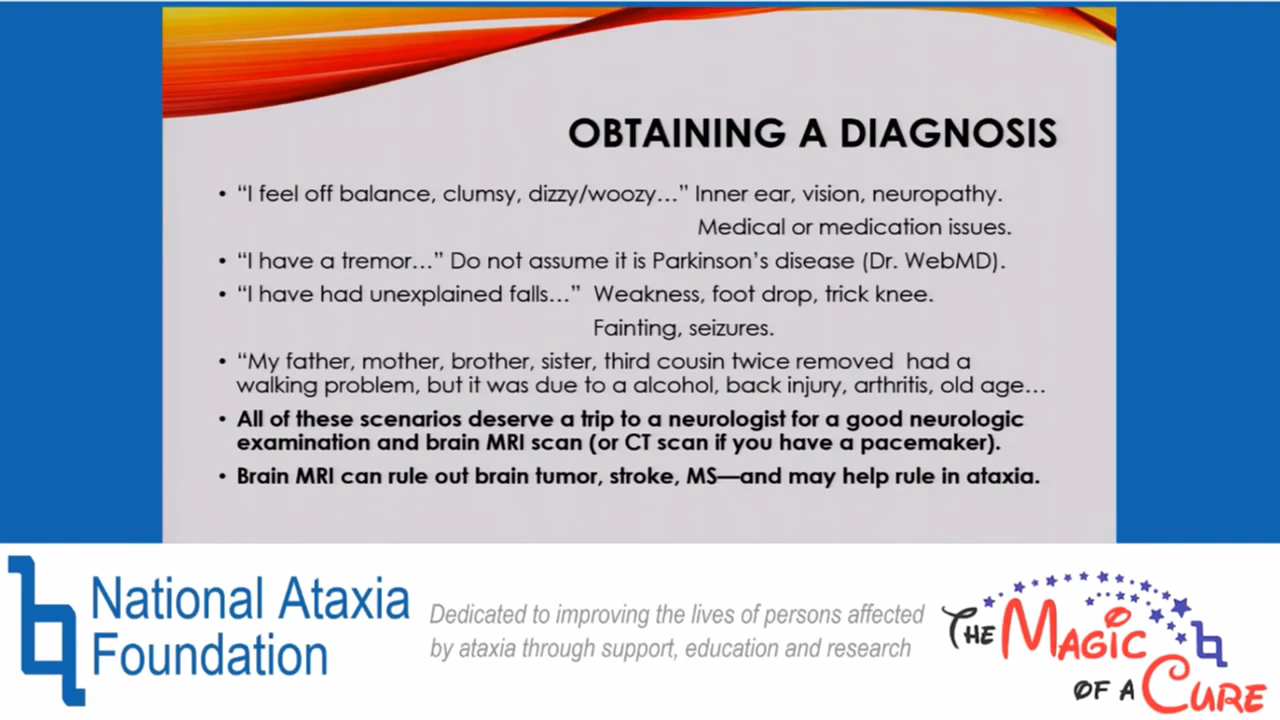 OBTAINING A DIAGNOSIS
• “I feel off balance, clumsy, dizzy/woozy…” Inner ear, vision, neuropathy.
Medical or medication issues.
• “I have a tremor…” Do not assume it is Parkinson’s disease (Dr. WebMD).
• “I have had unexplained falls…” Weakness, foot drop, trick knee.
Fainting, seizures.
• “My father, mother, brother, sister, third cousin twice removed had a
walking problem, but it was due to a alcohol, back injury, arthritis, old age…
• All of these scenarios deserve a trip to a neurologist for a good neurologic
examination and brain MRI scan (or CT scan if you have a pacemaker).
• Brain MRI can rule out brain tumor, stroke, MS—and may help rule in ataxia.
National Ataxia
Foundation
Dedicated to improving the lives of persons affected
by ataxia through support, education and research
THE MAGIC
OF A CURE